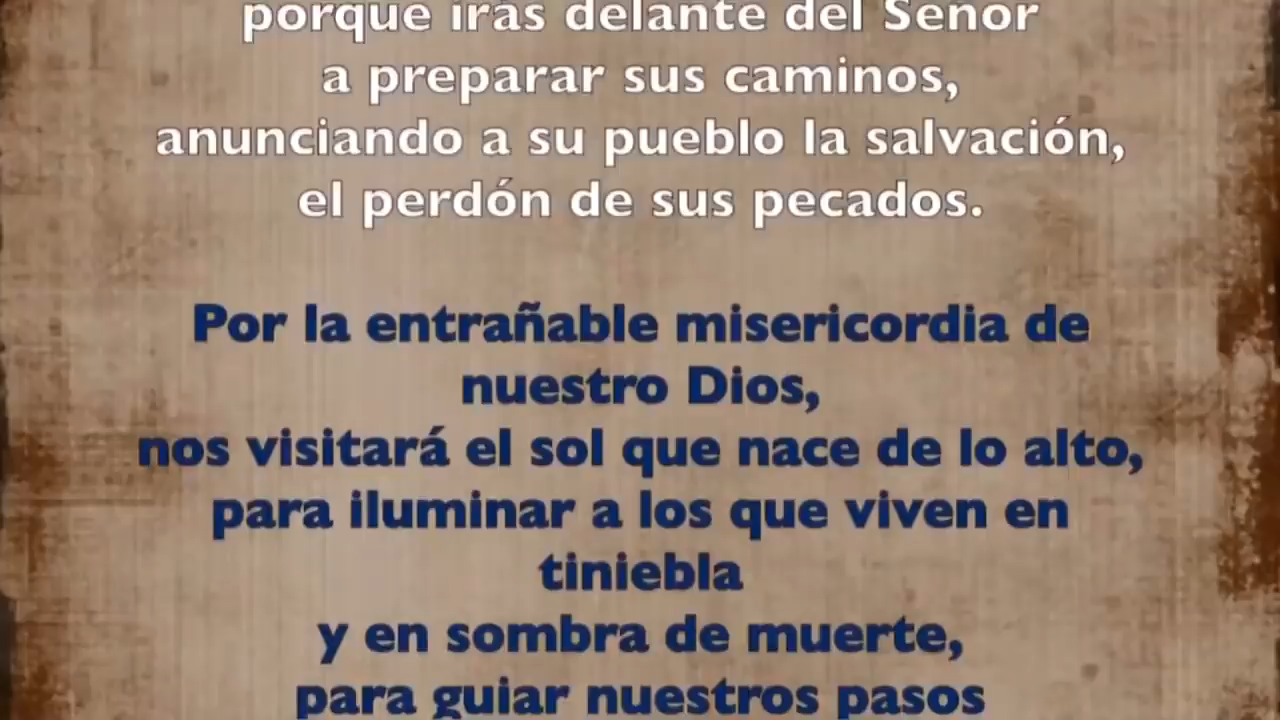 porque irás delante del Señor
a preparar sus caminos,
anunciando a su pueblo la salvación,
el perdón de sus pecados.
Por la entrañable misericordia de
nuestro Dios,
nos visitará el sol que nace de lo alto,
para iluminar a los que viven en
tiniebla
y en sombra de muerte,
para guiar nuestros pasos